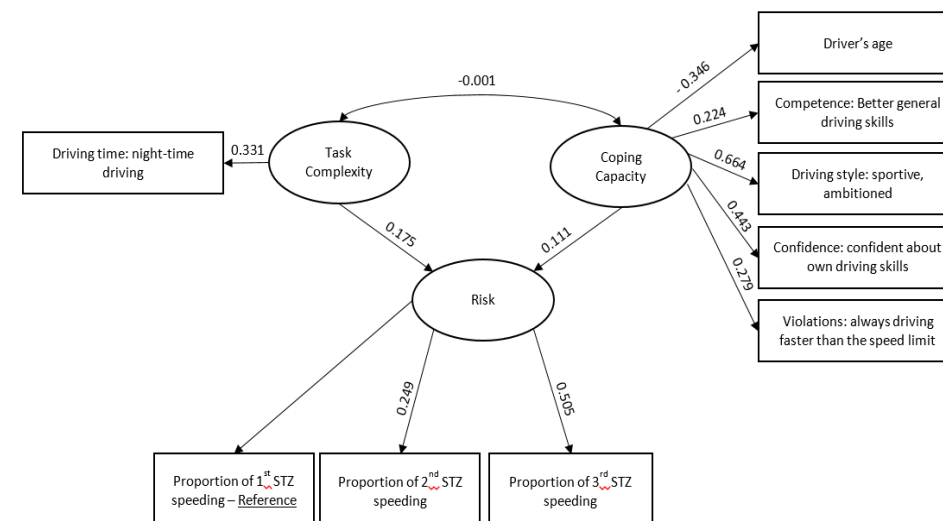 -0.001
Driver's age
- 0.346
Competence: Better general
driving skills
0.224
Driving time: night-time
driving
0.331
Task
Complexity
Coping
Capacity
0.664
Driving style: sportive,
ambitioned
0.443
Confidence: confident about
own driving skills
0.175
0.111
0.279
Risk
Violations: always driving
faster than the speed limit
0.249
0.505
Proportion of 1st STZ
speeding – Reference
Proportion of 2nd STZ
speeding
Proportion of 3rd STZ
speeding